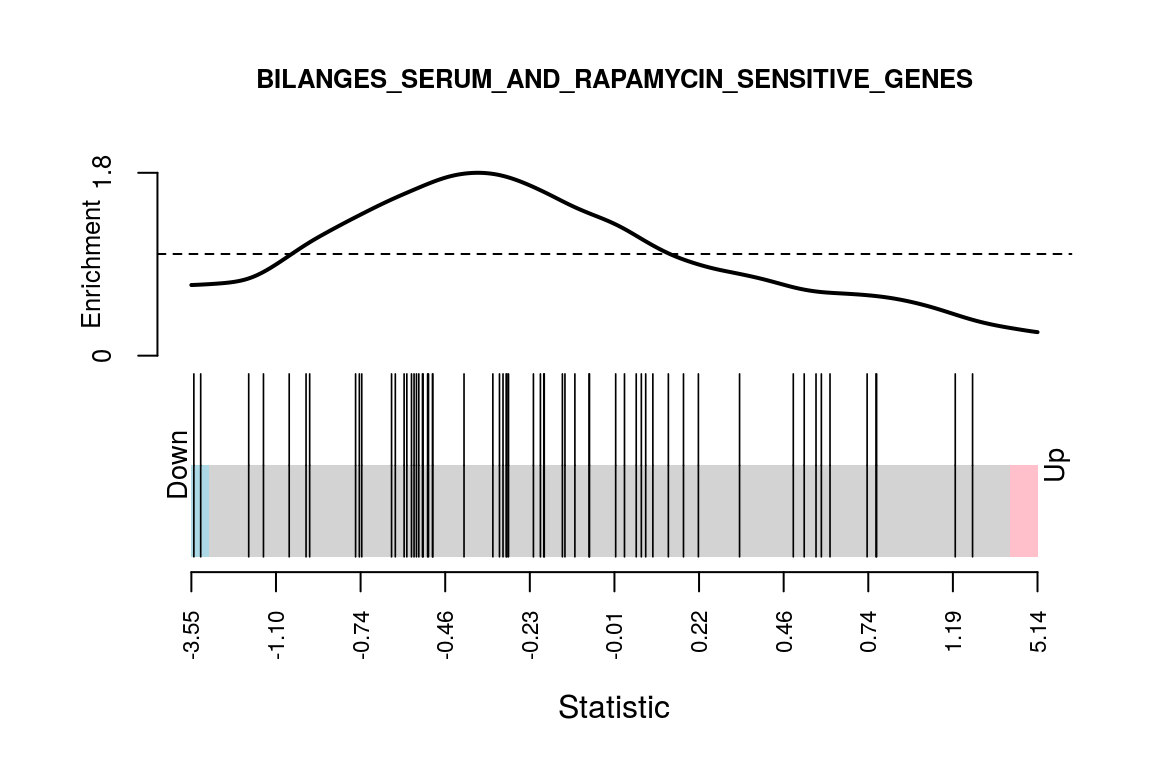 BILANGES_SERUM_AND_RAPAMYCIN_SENSITIVE_GENES
1.8
Enrichment
0
Down
Up
-3.55
-1.10
-0.74
-0.46
-0.23
-0.01
0.22
0.46
0.74
1.19
5.14
Statistic